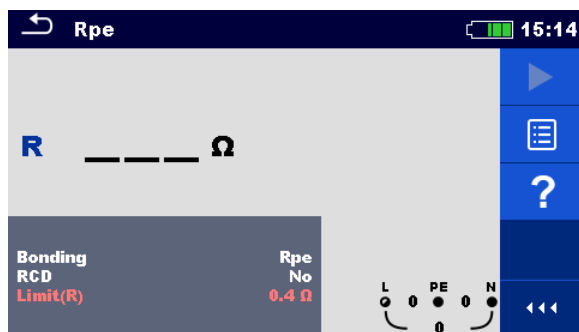 Rpe 15:14
R ___ Ω
?
Bonding Rpe
RCD No
Limit(R) 0.4 Ω
L PE N
0 0
0